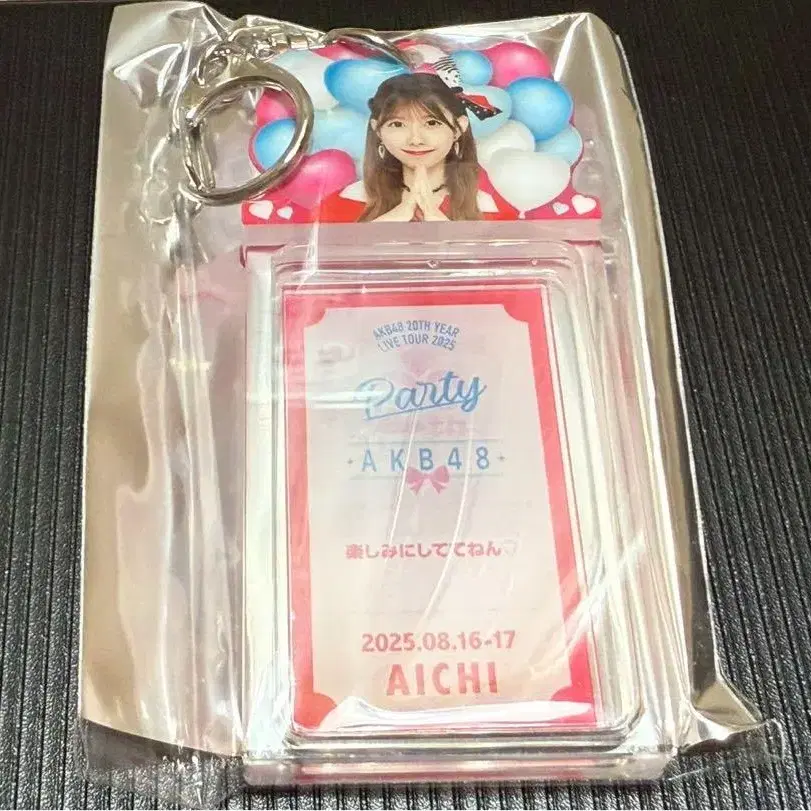 AKB48 20TH YEAR
LIVE TOUR 2025
Party
AKB48
楽しみにしててねん♡
2025.08.16-17
AICHI